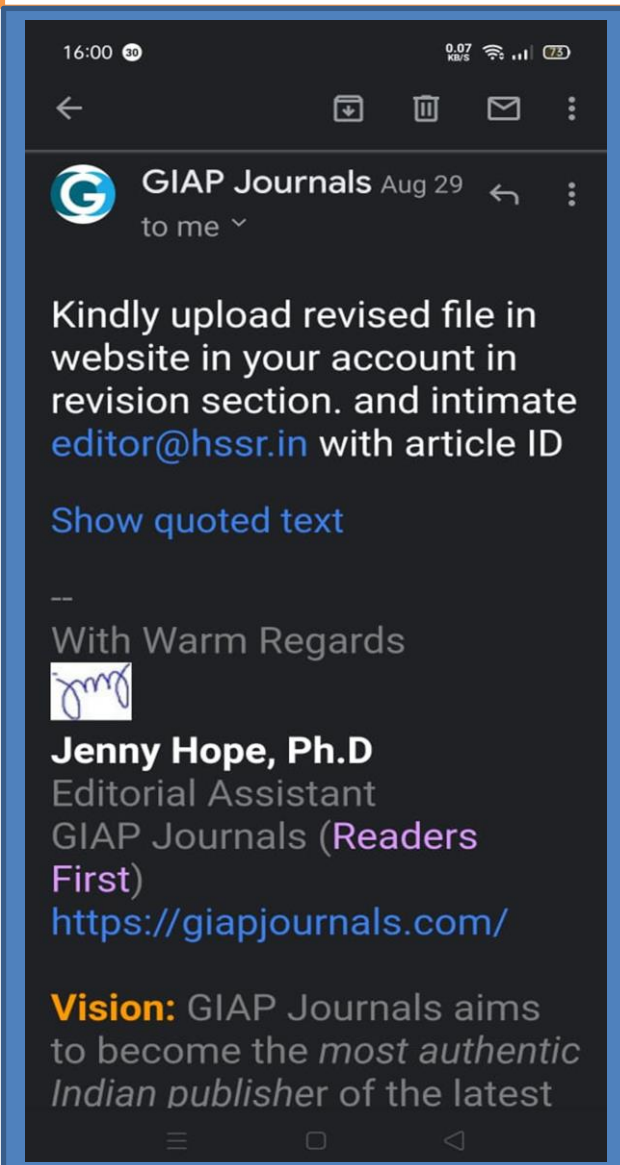 16:00 30 0.07 KB/S 73
GIAP Journals Aug 29
to me
Kindly upload revised file in
website in your account in
revision section. and intimate
editor@hssr.in with article ID
Show quoted text
--
With Warm Regards
jmy
Jenny Hope, Ph.D
Editorial Assistant
GIAP Journals (Readers
First)
https://giapjournals.com/
Vision: GIAP Journals aims
to become the most authentic
Indian publisher of the latest